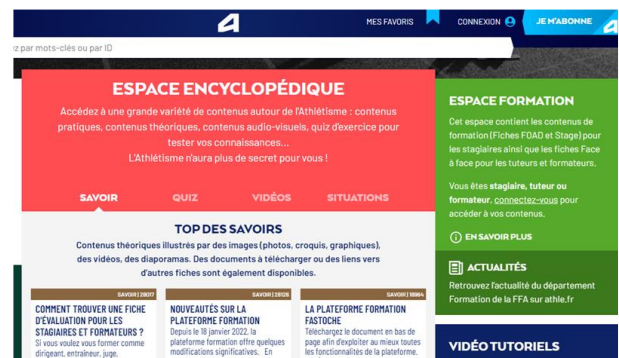 MES FAVORIS
CONNEXION
JE M'ABONNE
z par mots-clés ou par ID
ESPACE ENCYCLOPÉDIQUE
Accédez à une grande variété de contenus autour de l'Athlétisme : contenus
pratiques, contenus théoriques, contenus audio-visuels, quiz d'exercice pour
tester vos connaissances...
L'Athlétisme n'aura plus de secret pour vous !
SAVOIR
QUIZ
VIDÉOS
SITUATIONS
TOP DES SAVOIRS
Contenus théoriques illustrés par des images (photos, croquis, graphiques),
des vidéos, des diaporamas. Des documents à télécharger ou des liens vers
d'autres fiches sont également disponibles.
SAVOIR | 29017
COMMENT TROUVER UNE FICHE
D'ÉVALUATION POUR LES
STAGIAIRES ET FORMATEURS ?
Si vous voulez vous former comme
dirigeant, entraîneur, juge,
SAVOIR | 28126
NOUVEAUTÉS SUR LA
PLATEFORME FORMATION
Depuis le 18 janvier 2022, la
plateforme formation offre quelques
modifications significatives. En
SAVOIR | 18964
LA PLATEFORME FORMATION
FASTOCHE
Téléchargez le document en bas de
page afin d'exploiter au mieux toutes
les fonctionnalités de la plateforme.
ESPACE FORMATION
Cet espace contient les contenus de
formation (Fiches FOAD et Stage) pour
les stagiaires ainsi que les fiches Face
à face pour les tuteurs et formateurs.
Vous êtes stagiaire, tuteur ou
formateur, connectez-vous pour
accéder à vos contenus.
EN SAVOIR PLUS
ACTUALITÉS
Retrouvez l'actualité du département
Formation de la FFA sur athle.fr
VIDÉO TUTORIELS